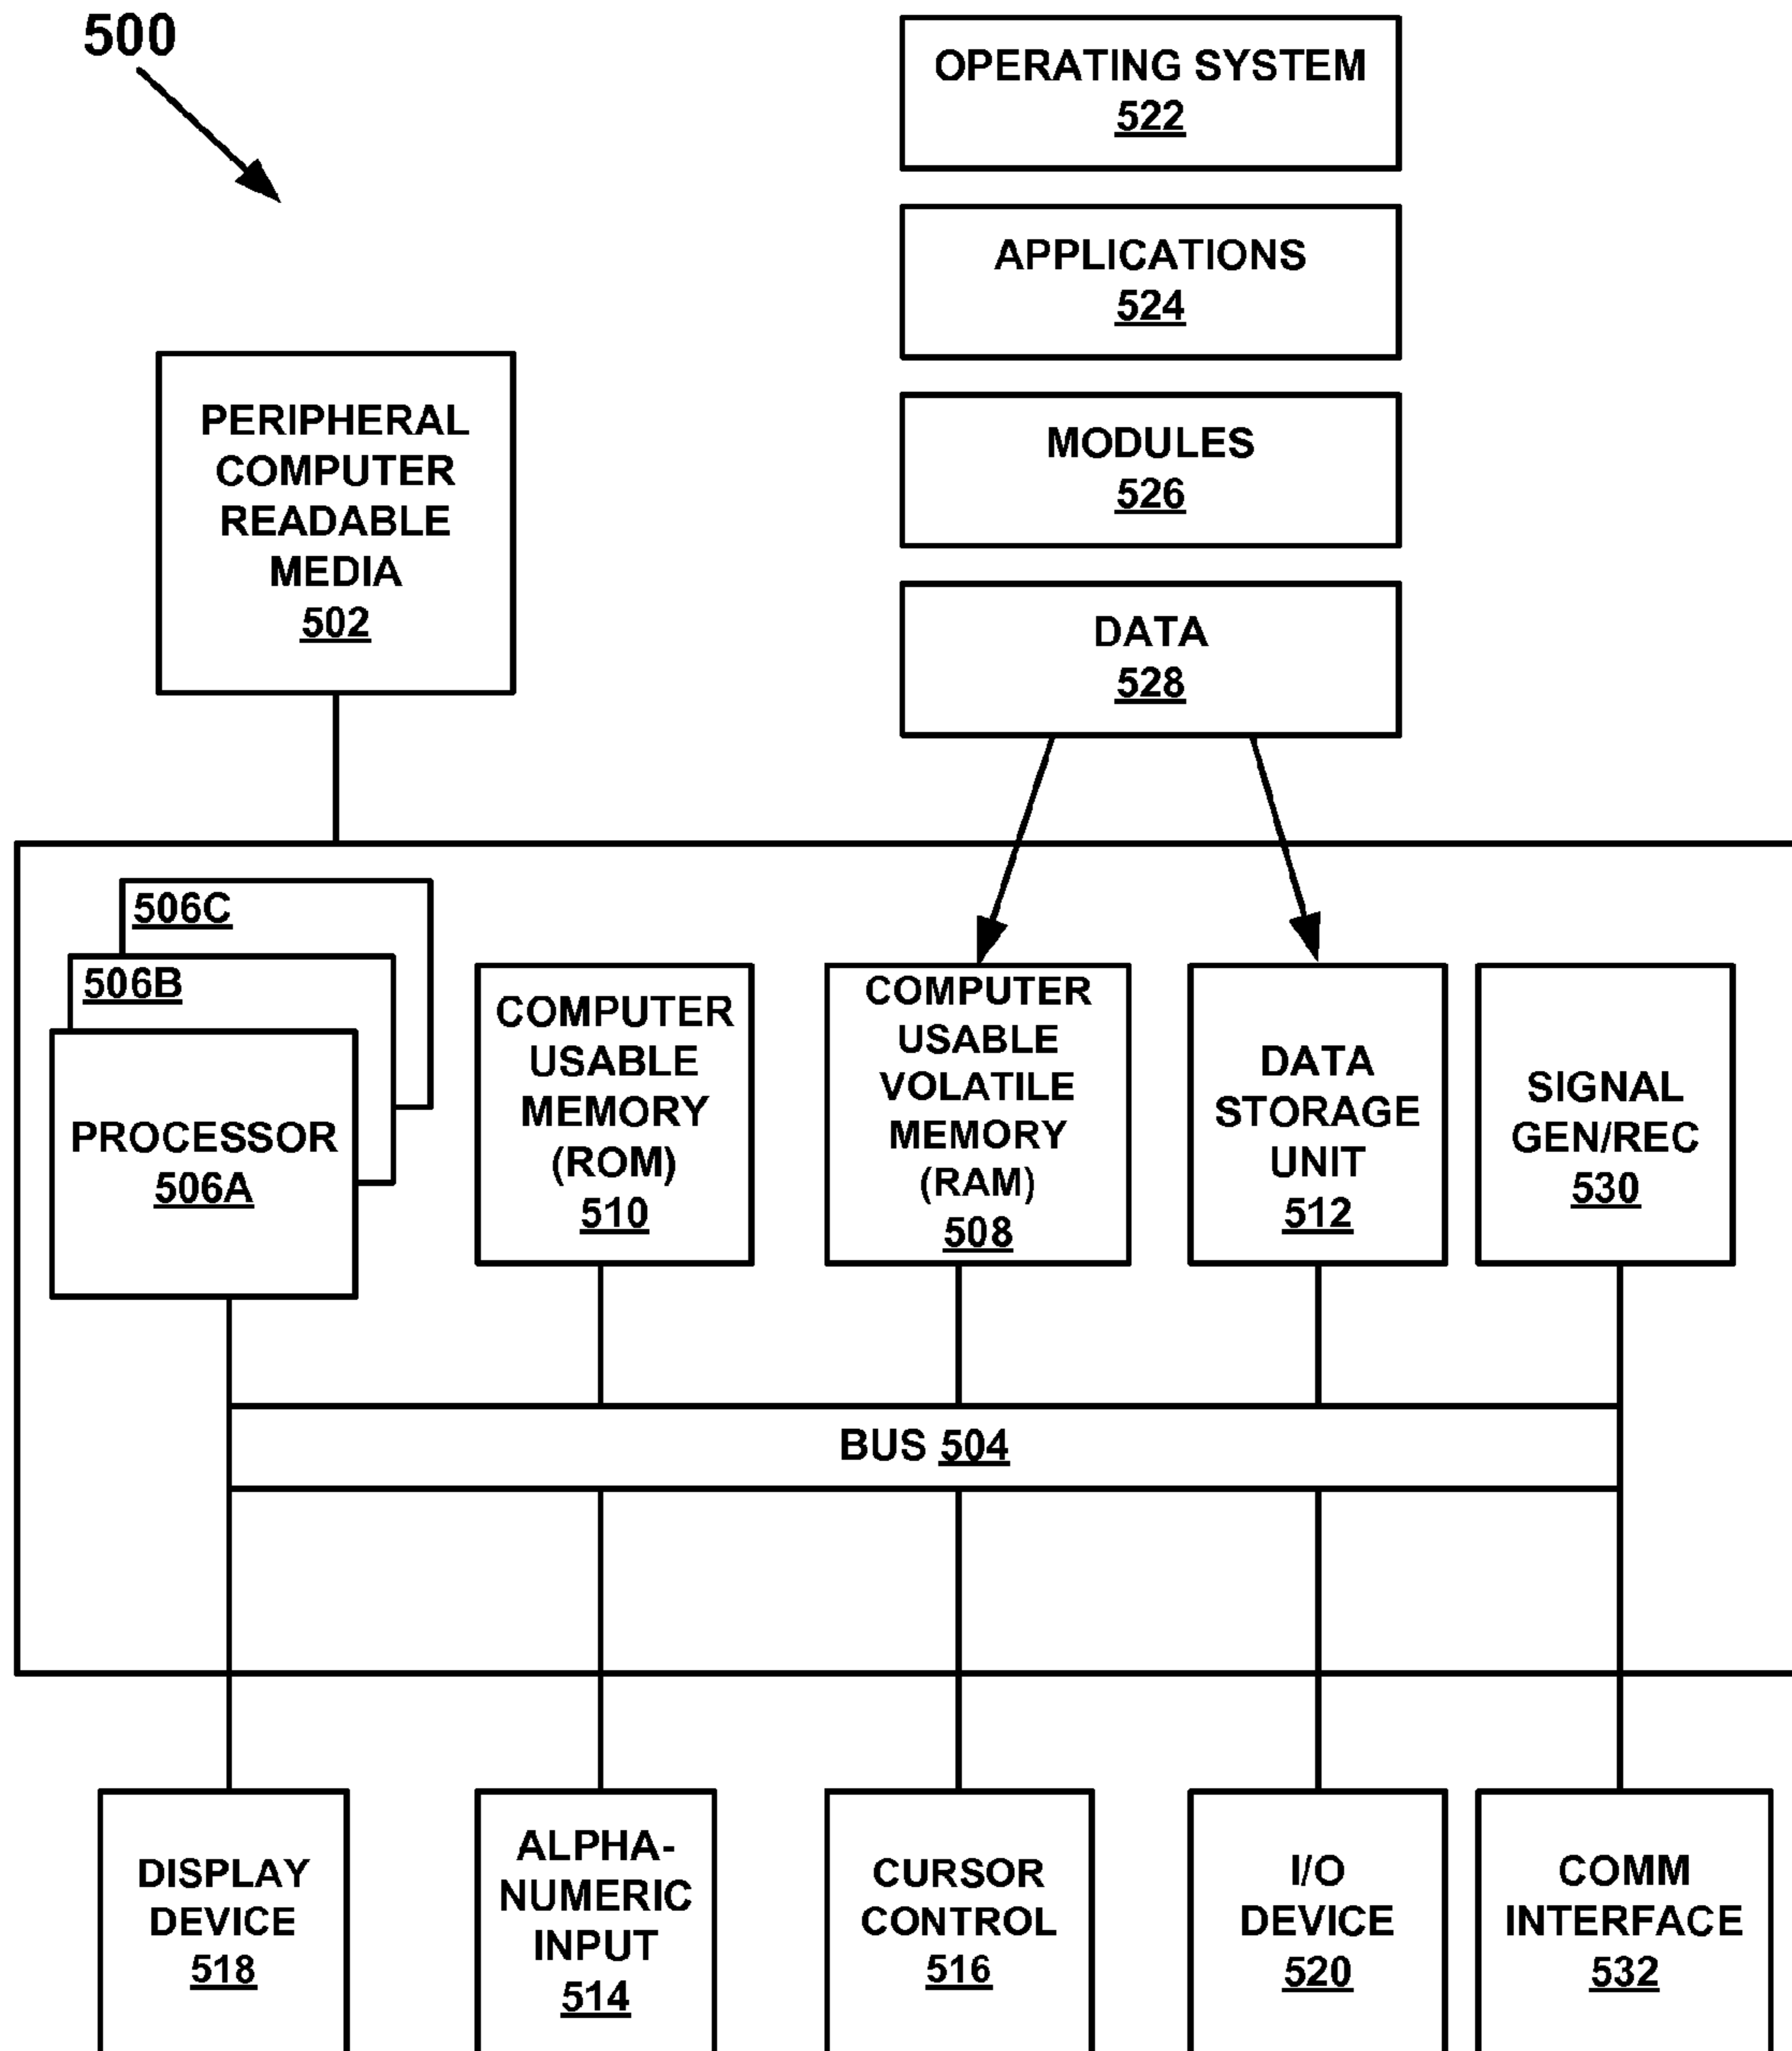 500
OPERATING SYSTEM
522
APPLICATIONS
524
MODULES
526
DATA
528
PERIPHERAL
COMPUTER
READABLE
MEDIA
502
506C
506B
PROCESSOR
506A
COMPUTER
USABLE
MEMORY
(ROM)
510
COMPUTER
USABLE
VOLATILE
MEMORY
(RAM)
508
DATA
STORAGE
UNIT
512
SIGNAL
GEN/REC
530
BUS 504
DISPLAY
DEVICE
518
ALPHA-
NUMERIC
INPUT
514
CURSOR
CONTROL
516
I/O
DEVICE
520
COMM
INTERFACE
532